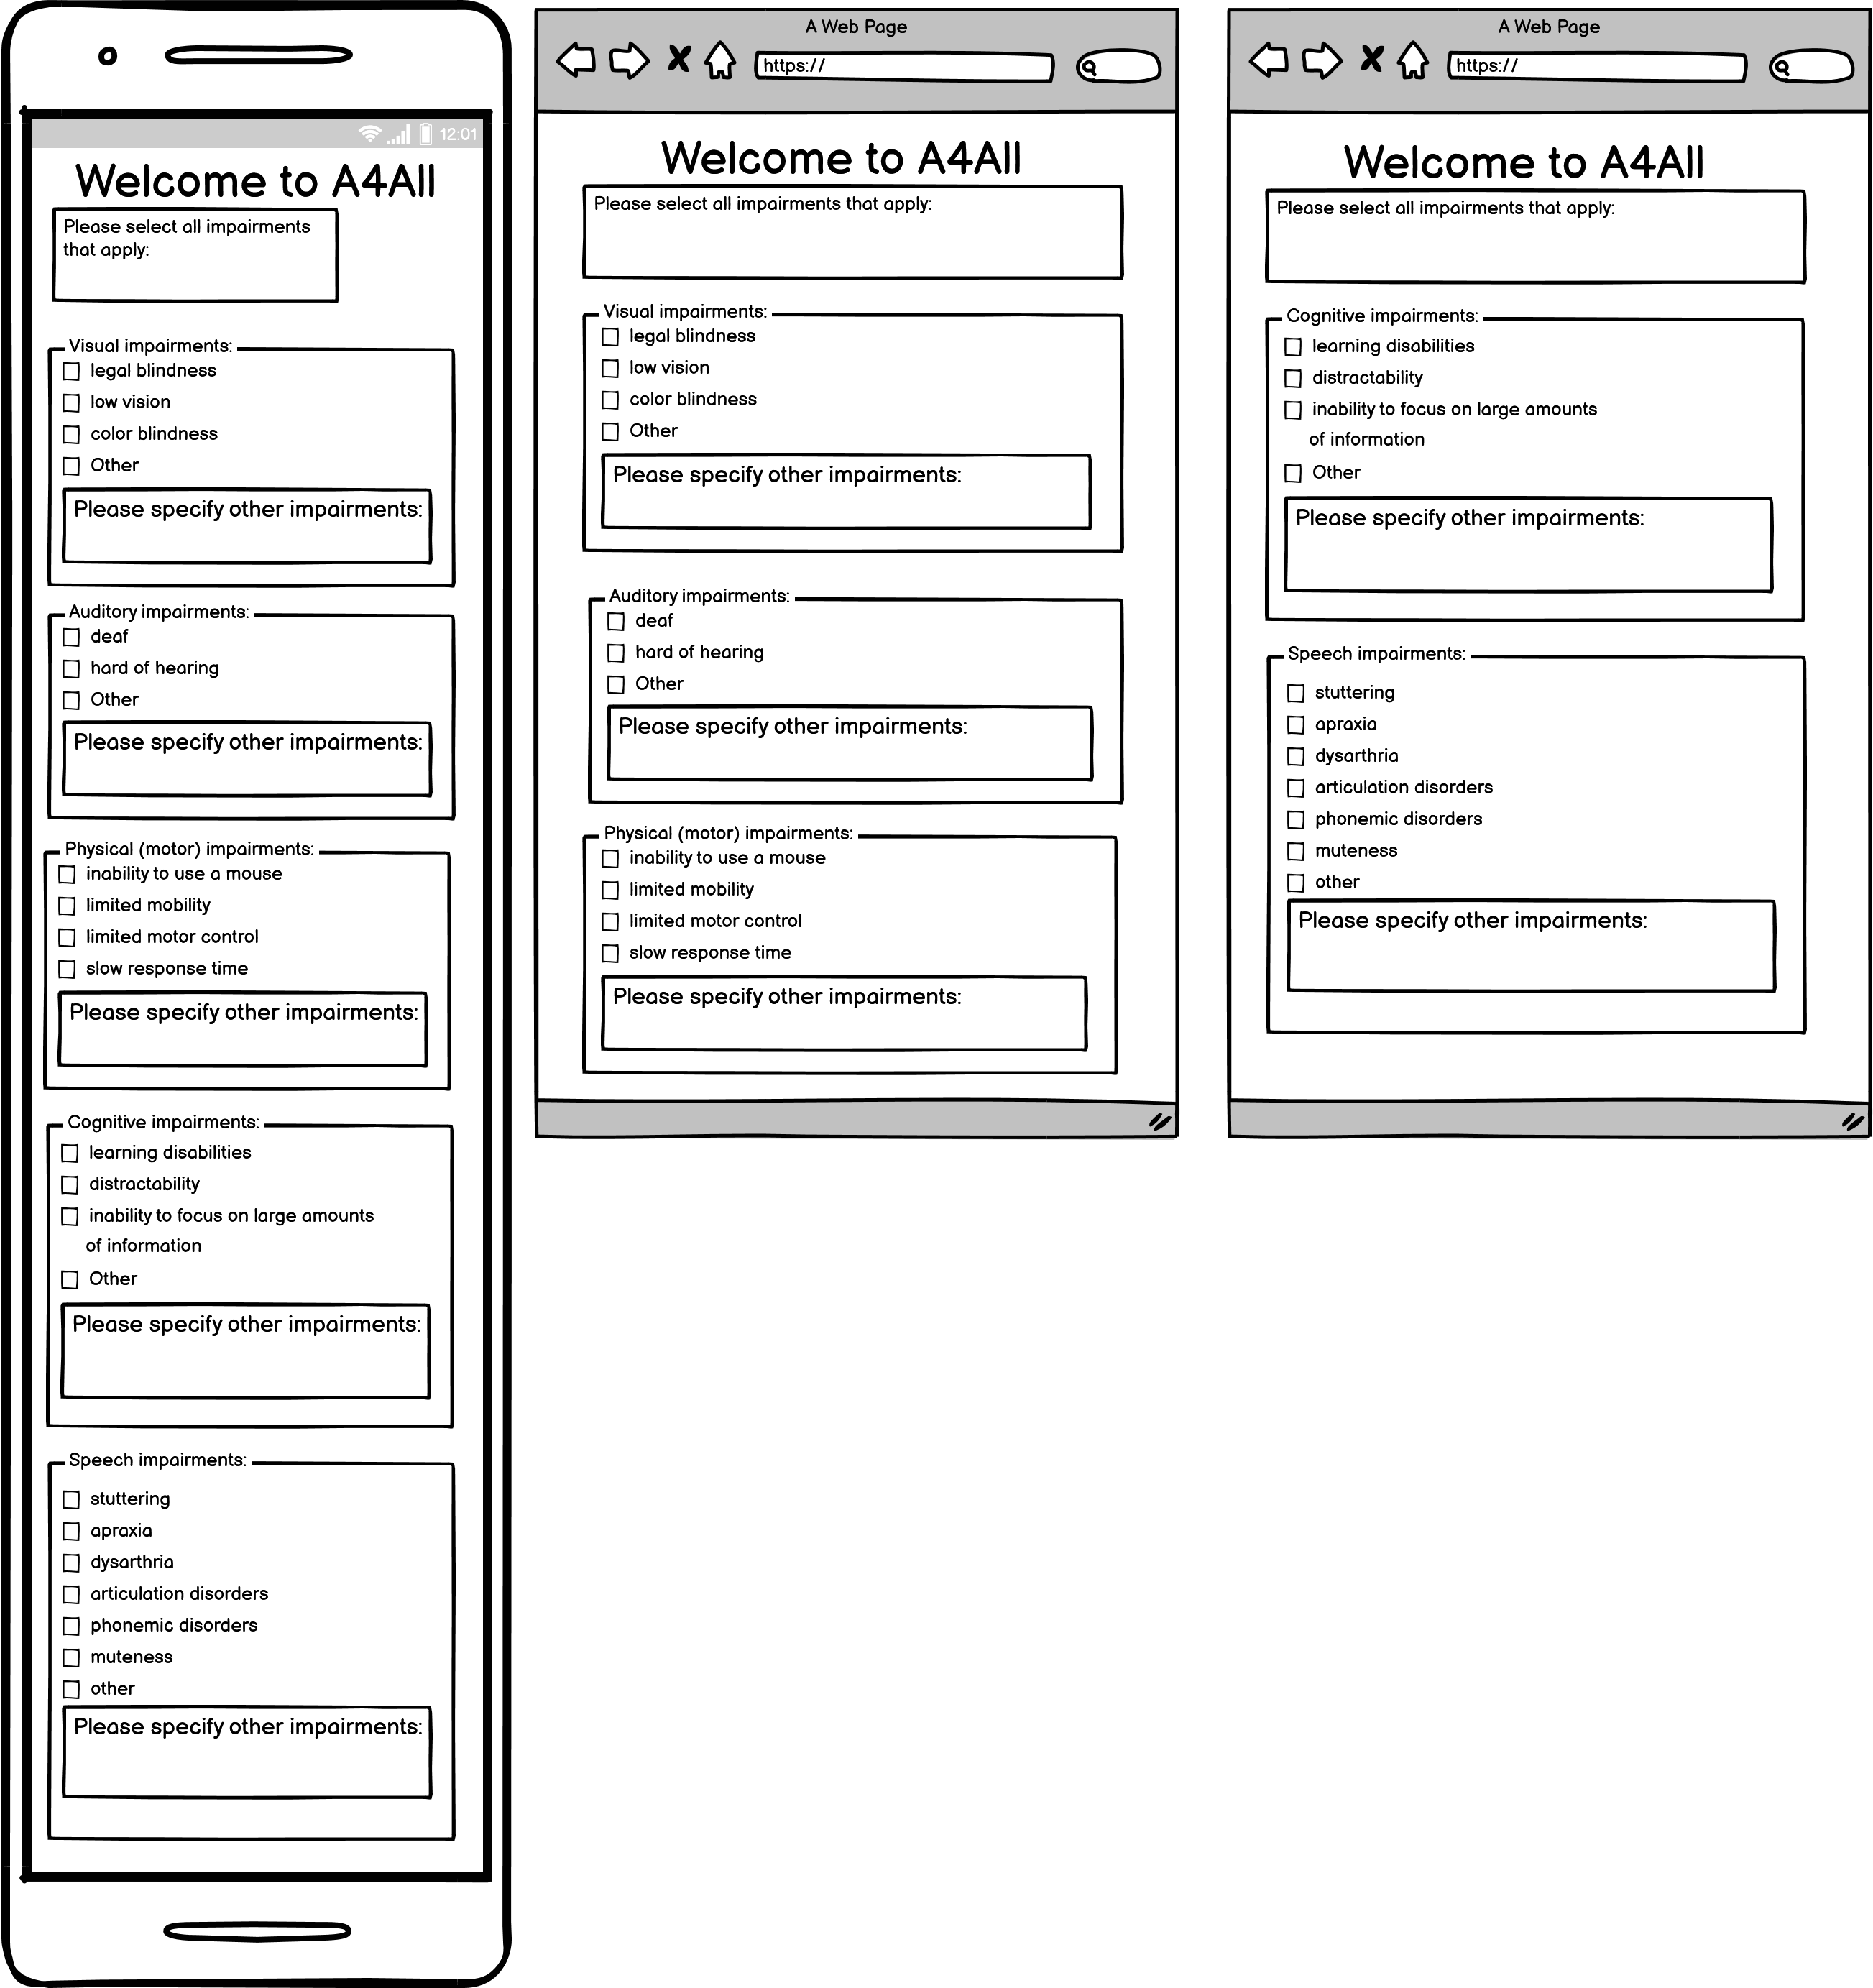 12:01
Welcome to A4All
Please select all impairments
that apply:
Visual impairments:
legal blindness
low vision
color blindness
Other
Please specify other impairments:
Auditory impairments:
deaf
hard of hearing
Other
Please specify other impairments:
Physical (motor) impairments:
inability to use a mouse
limited mobility
limited motor control
slow response time
Please specify other impairments:
Cognitive impairments:
learning disabilities
distractability
inability to focus on large amounts
of information
Other
Please specify other impairments:
Speech impairments:
stuttering
apraxia
dysarthria
articulation disorders
phonemic disorders
muteness
other
Please specify other impairments:
A Web Page
https://
Welcome to A4All
Please select all impairments that apply:
Visual impairments:
legal blindness
low vision
color blindness
Other
Please specify other impairments:
Auditory impairments:
deaf
hard of hearing
Other
Please specify other impairments:
Physical (motor) impairments:
inability to use a mouse
limited mobility
limited motor control
slow response time
Please specify other impairments:
A Web Page
https://
Welcome to A4All
Please select all impairments that apply:
Cognitive impairments:
learning disabilities
distractability
inability to focus on large amounts
of information
Other
Please specify other impairments:
Speech impairments:
stuttering
apraxia
dysarthria
articulation disorders
phonemic disorders
muteness
other
Please specify other impairments: